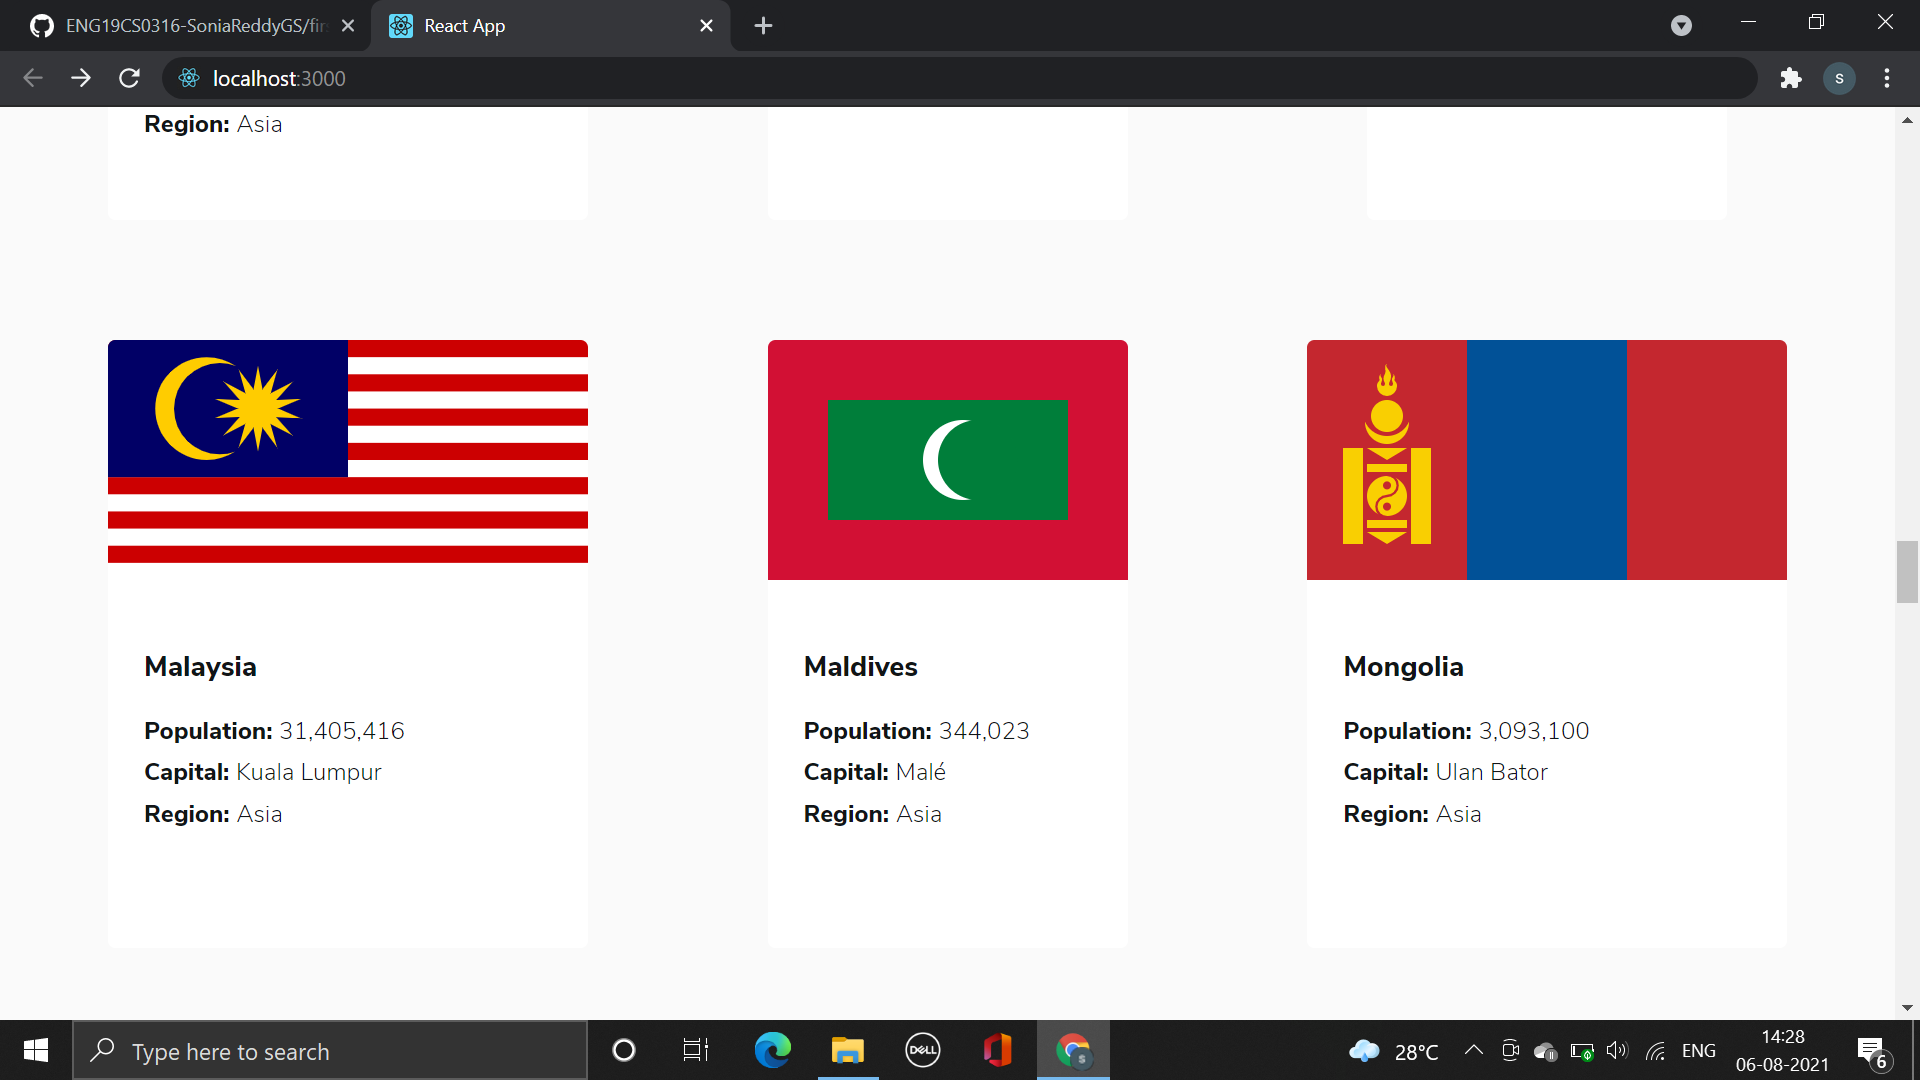 ENG19CS0316-SoniaReddyGS/fir
React App
localhost:3000
S
Region: Asia
Malaysia
Population: 31,405,416
Capital: Kuala Lumpur
Region: Asia
Maldives
Population: 344,023
Capital: Malé
Region: Asia
Mongolia
Population: 3,093,100
Capital: Ulan Bator
Region: Asia
Type here to search
DELL
S
28°C
ENG
14:28
06-08-2021
6